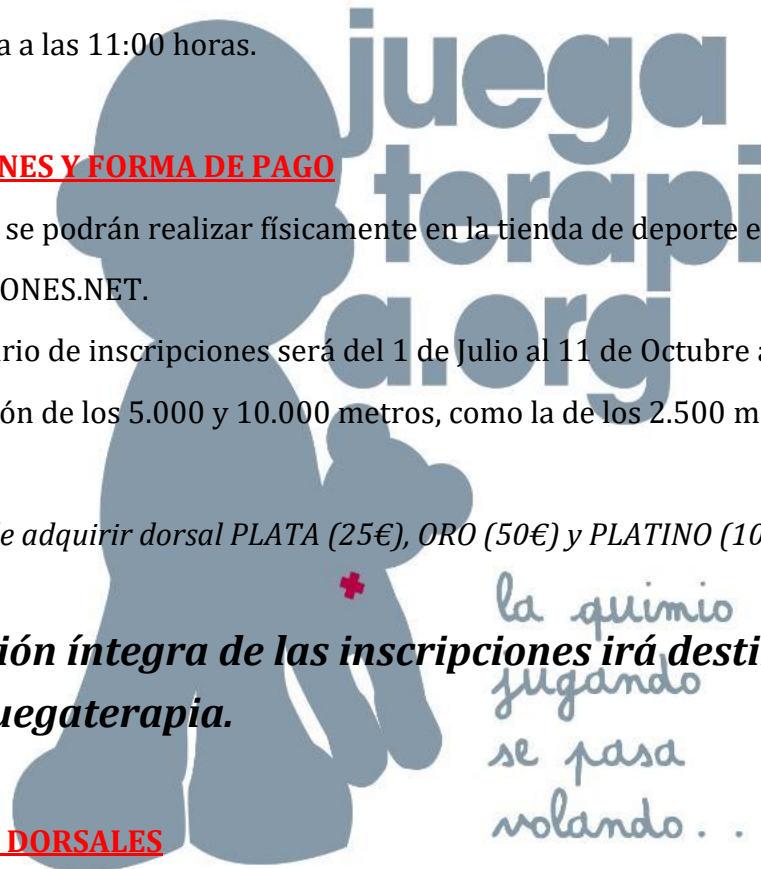 a a las 11:00 horas.
juega
terapi
a.org
NES Y FORMA DE PAGO
se podrán realizar físicamente en la tienda de deporte e
ONES.NET.
rio de inscripciones será del 1 de Julio al 11 de Octubre a
ón de los 5.000 y 10.000 metros, como la de los 2.500 m
e adquirir dorsal PLATA (25€), ORO (50€) y PLATINO (10
ión íntegra de las inscripciones irá desti
uegaterapia.
la quimio
jugando
se pasa
volando. .
DORSALES